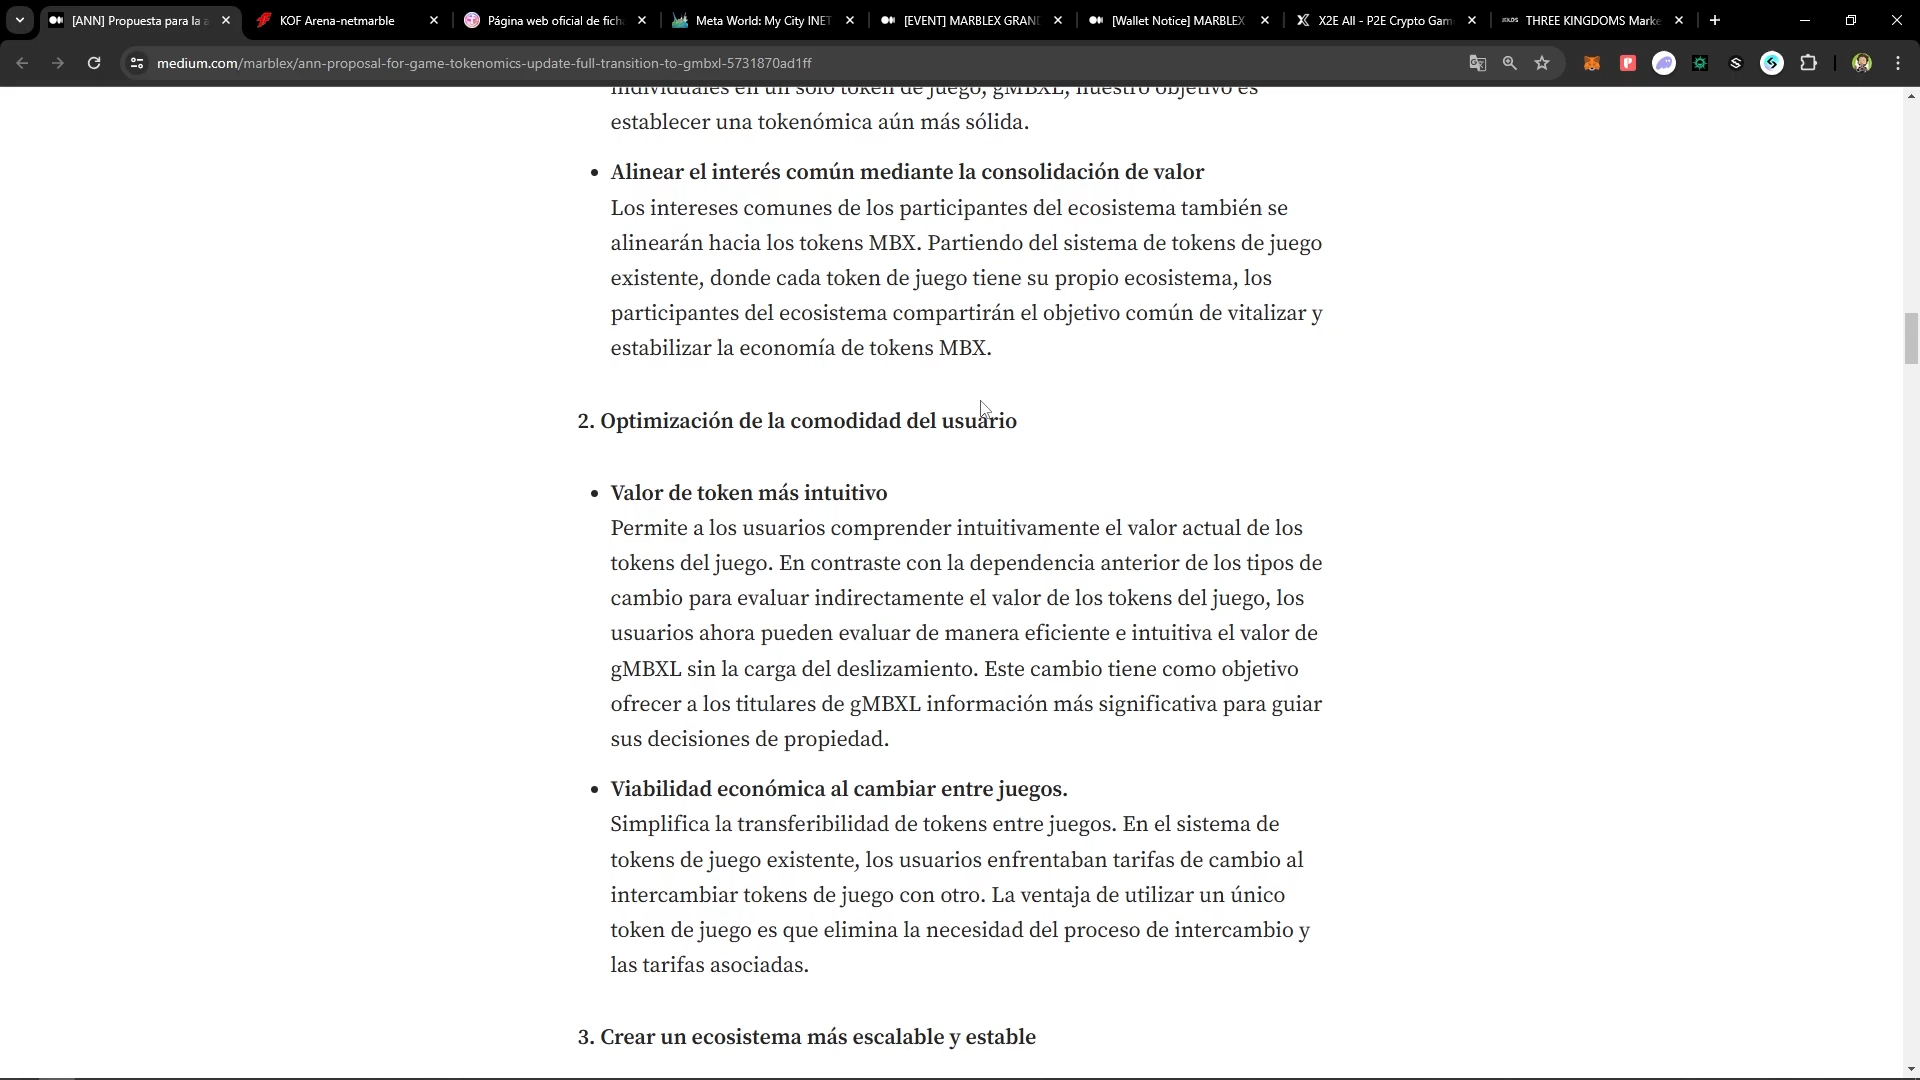 [ANN] Propuesta para la a
KOF Arena-netmarble
Página web oficial de fich
Meta World: My City INET
[EVENT] MARBLEX GRAN
[Wallet Notice] MARBLEX
X2E All - P2E Crypto Gam
THREE KINGDOMS Marke
medium.com/marblex/ann-proposal-for-game-tokenomics-update-full-transition-to-gmbxl-5731870ad1ff
individuales en un solo token de juego, gMBXL, nuestro objetivo es
establecer una tokenómica aún más sólida.
• Alinear el interés común mediante la consolidación de valor
Los intereses comunes de los participantes del ecosistema también se
alinearán hacia los tokens MBX. Partiendo del sistema de tokens de juego
existente, donde cada token de juego tiene su propio ecosistema, los
participantes del ecosistema compartirán el objetivo común de vitalizar y
estabilizar la economía de tokens MBX.
2. Optimización de la comodidad del usuario
• Valor de token más intuitivo
Permite a los usuarios comprender intuitivamente el valor actual de los
tokens del juego. En contraste con la dependencia anterior de los tipos de
cambio para evaluar indirectamente el valor de los tokens del juego, los
usuarios ahora pueden evaluar de manera eficiente e intuitiva el valor de
gMBXL sin la carga del deslizamiento. Este cambio tiene como objetivo
ofrecer a los titulares de gMBXL información más significativa para guiar
sus decisiones de propiedad.
• Viabilidad económica al cambiar entre juegos.
Simplifica la transferibilidad de tokens entre juegos. En el sistema de
tokens de juego existente, los usuarios enfrentaban tarifas de cambio al
intercambiar tokens de juego con otro. La ventaja de utilizar un único
token de juego es que elimina la necesidad del proceso de intercambio y
las tarifas asociadas.
3. Crear un ecosistema más escalable y estable